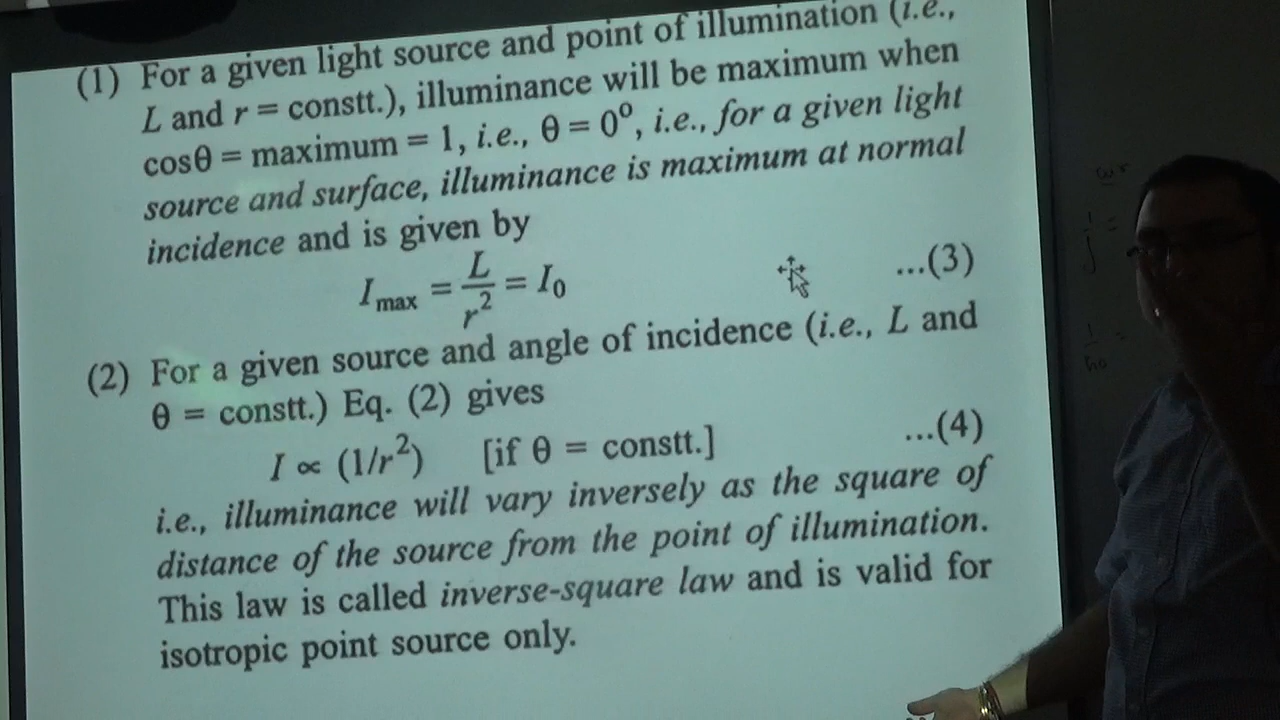 (1) For a given light source and point of illumination (i.e.,
L and r = constt.), illuminance will be maximum when
cosθ = maximum = 1, i.e., θ = 0°, i.e., for a given light
source and surface, illuminance is maximum at normal
incidence and is given by
I max = L/r² = I₀ ...(3)
(2) For a given source and angle of incidence (i.e., L and
θ = constt.) Eq. (2) gives
I ∝ (1/r²) [if θ = constt.] ...(4)
i.e., illuminance will vary inversely as the square of
distance of the source from the point of illumination.
This law is called inverse-square law and is valid for
isotropic point source only.